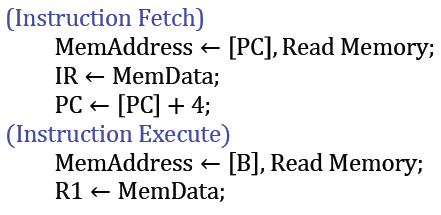 (Instruction Fetch)
MemAddress ← [PC], Read Memory;
IR ← MemData;
PC ← [PC] + 4;
(Instruction Execute)
MemAddress ← [B], Read Memory;
R1 ← MemData;